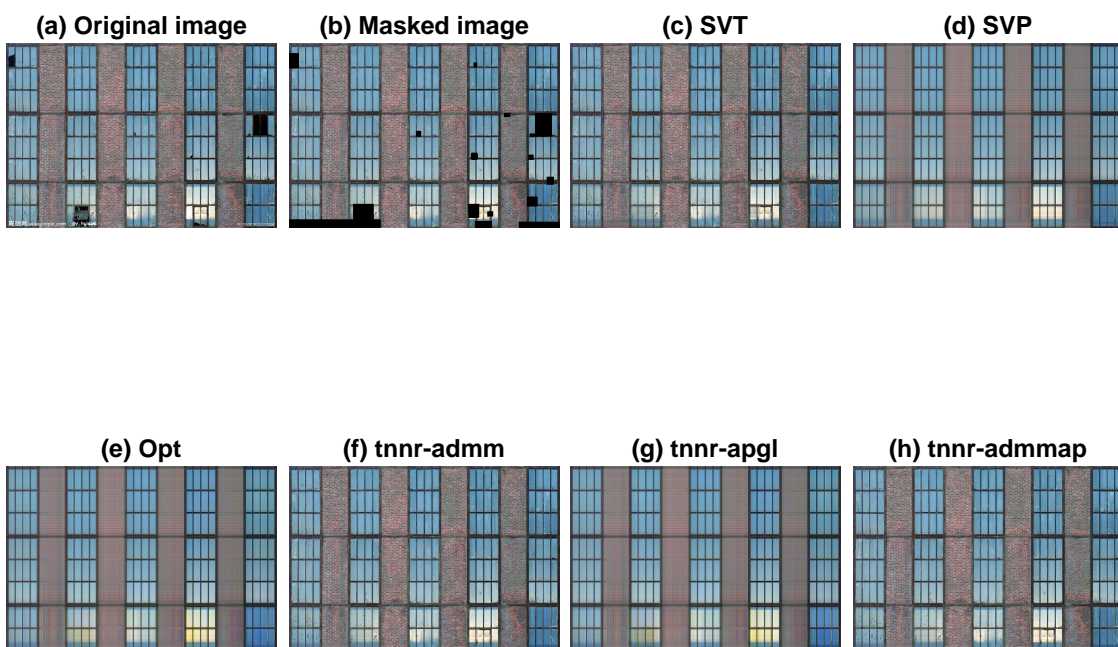 (a) Original image
(b) Masked image
(c) SVT
(d) SVP
(e) Opt
(f) tnnr-admm
(g) tnnr-apgl
(h) tnnr-admmap